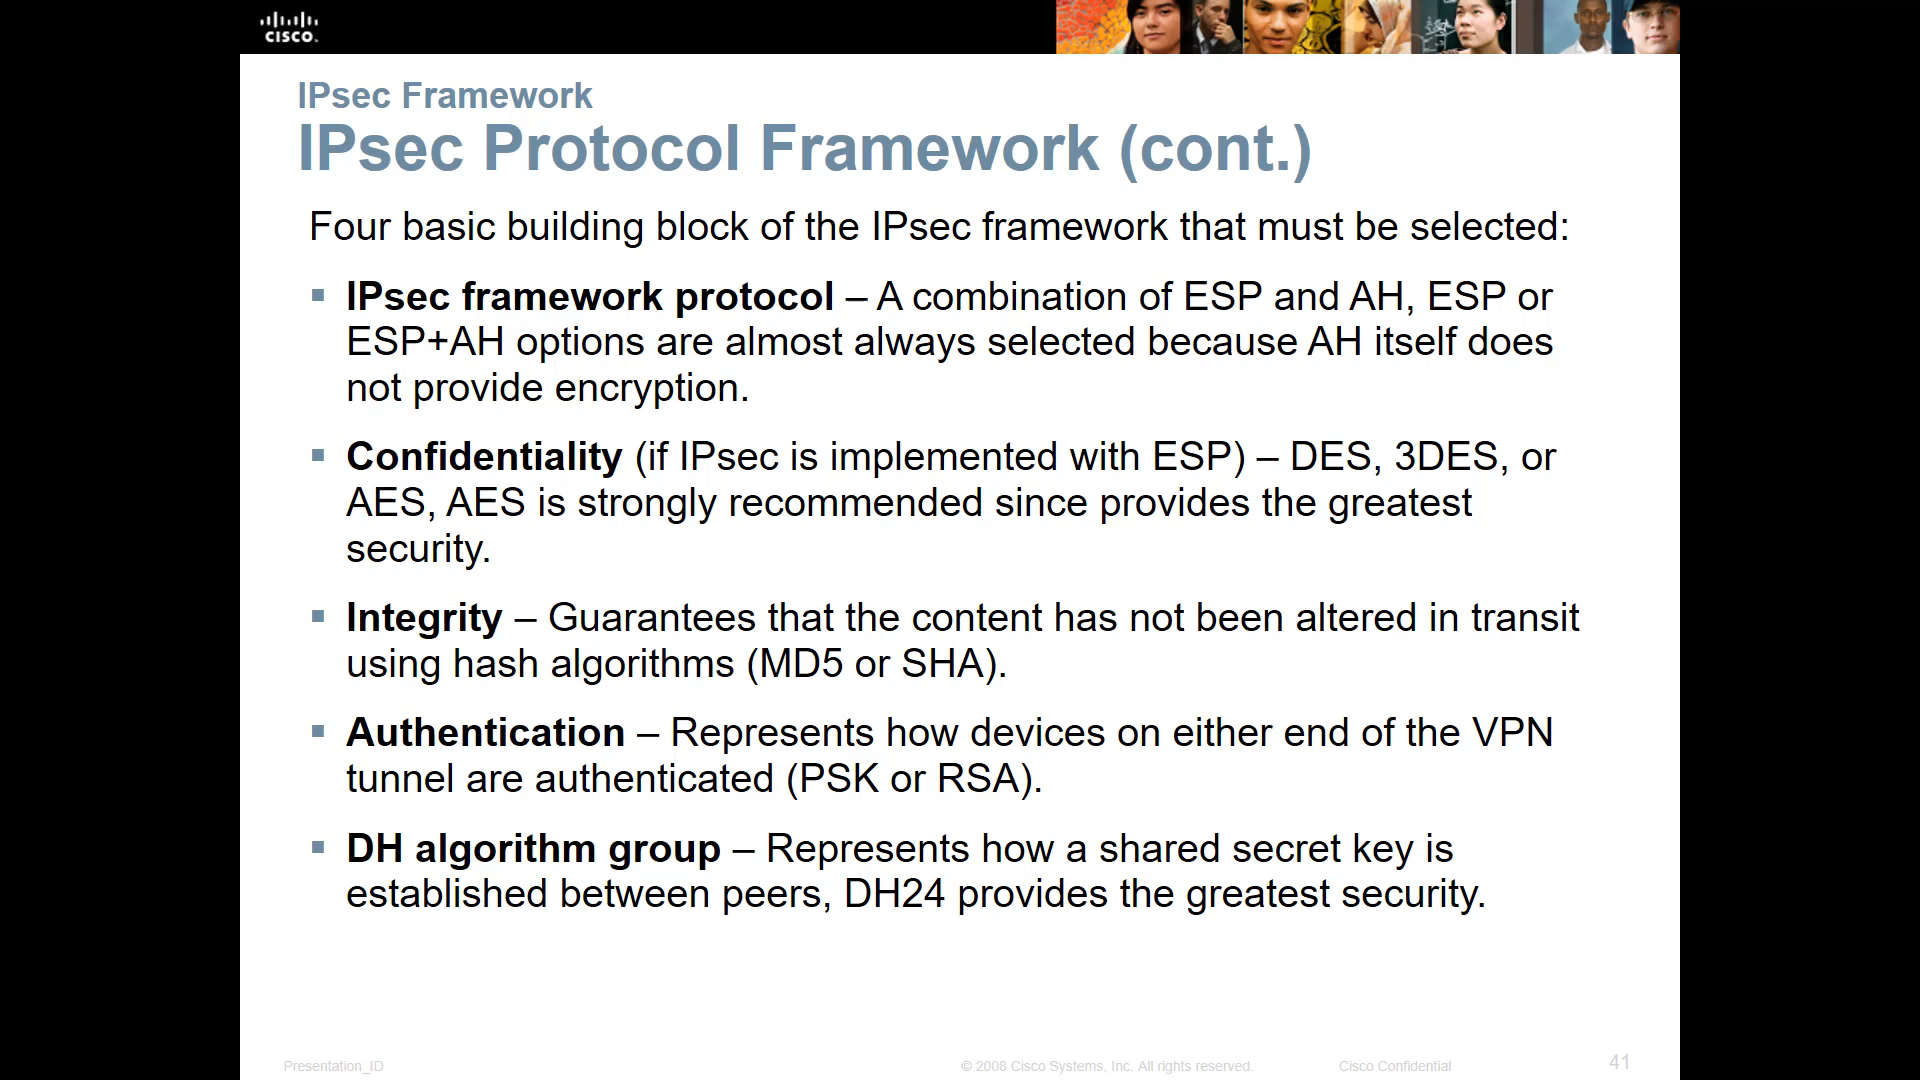 CISCO.
IPsec Framework
IPsec Protocol Framework (cont.)
Four basic building block of the IPsec framework that must be selected:
▪ IPsec framework protocol – A combination of ESP and AH, ESP or
ESP+AH options are almost always selected because AH itself does
not provide encryption.
▪ Confidentiality (if IPsec is implemented with ESP) – DES, 3DES, or
AES, AES is strongly recommended since provides the greatest
security.
▪ Integrity – Guarantees that the content has not been altered in transit
using hash algorithms (MD5 or SHA).
▪ Authentication – Represents how devices on either end of the VPN
tunnel are authenticated (PSK or RSA).
▪ DH algorithm group – Represents how a shared secret key is
established between peers, DH24 provides the greatest security.
Presentation_ID © 2008 Cisco Systems, Inc. All rights reserved. Cisco Confidential 41